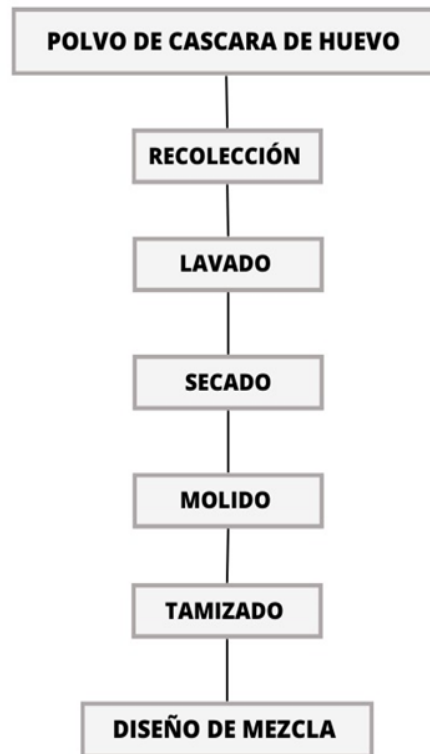 POLVO DE CASCARA DE HUEVO
RECOLECCIÓN
LAVADO
SECADO
MOLIDO
TAMIZADO
DISEÑO DE MEZCLA